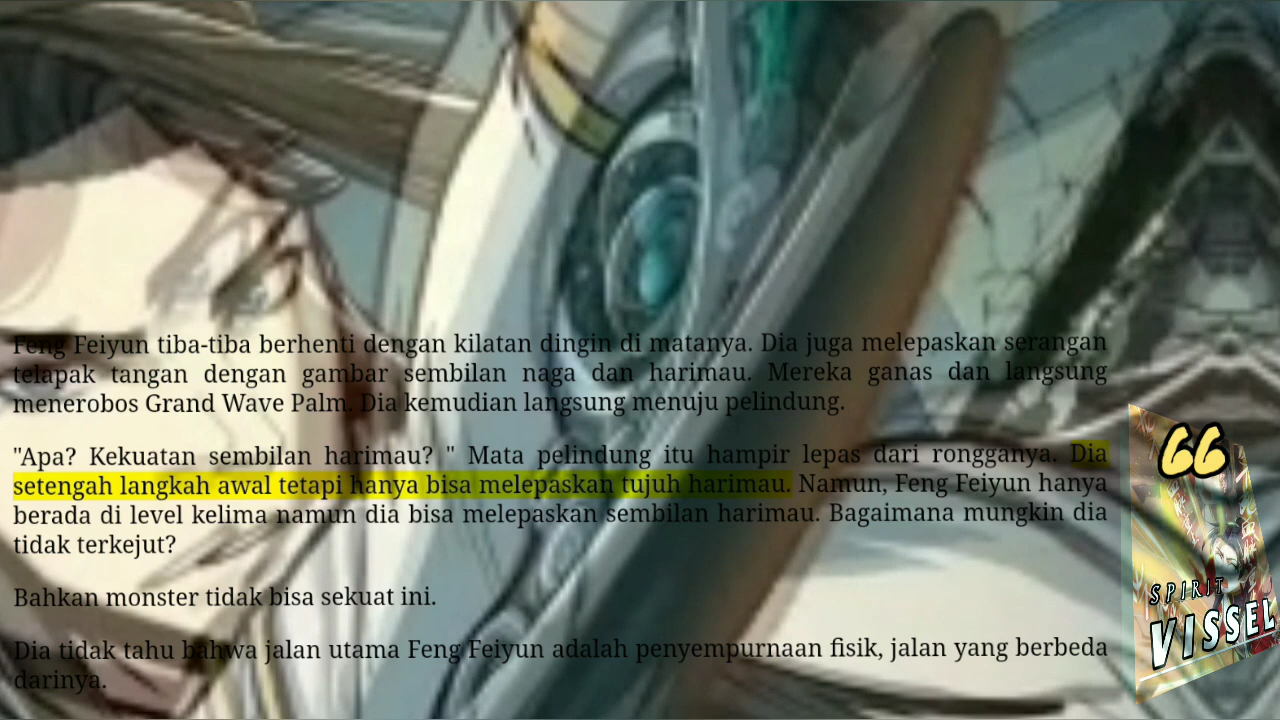 Feng Feiyun tiba-tiba berhenti dengan kilatan dingin di matanya. Dia juga melepaskan serangan
telapak tangan dengan gambar sembilan naga dan harimau. Mereka ganas dan langsung
menerobos Grand Wave Palm. Dia kemudian langsung menuju pelindung.
"Apa? Kekuatan sembilan harimau? " Mata pelindung itu hampir lepas dari rongganya. Dia
setengah langkah awal tetapi hanya bisa melepaskan tujuh harimau. Namun, Feng Feiyun hanya
berada di level kelima namun dia bisa melepaskan sembilan harimau. Bagaimana mungkin dia
tidak terkejut?
Bahkan monster tidak bisa sekuat ini.
Dia tidak tahu bahwa jalan utama Feng Feiyun adalah penyempurnaan fisik, jalan yang berbeda
darinya.
66
SPIRIT
VISSEL